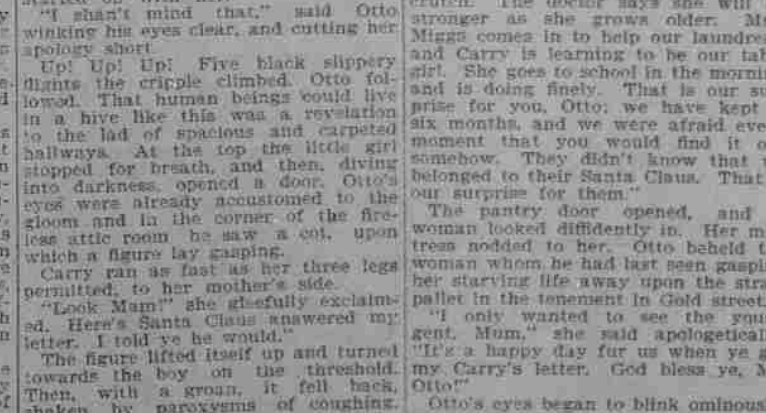 "I shan't mind that," said Otto
winking his eyes clear, and cutting her
apology short.
Up! Up! Up! Five black slippery
flights the cripple climbed. Otto fol-
lowed. That human beings could live
in a hive like this was a revelation
to the lad of spacious and carpeted
hallways. At the top the little girl
stopped for breath, and then, diving
into darkness, opened a door. Otto's
eyes were already accustomed to the
gloom and in the corner of the fire-
less attic room he saw a cot, upon
which a figure lay gasping.
Carry ran as fast as her three legs
permitted, to her mother's side.
"Look Mam!" she gleefully exclaim-
ed. Here's Santa Claus answered my
letter. I told ye he would."
The figure lifted itself up and turned
towards the boy on the threshold.
Then, with a groan, it fell back,
shaken by paroxysms of coughing.
crutch. The doctor says she will
stronger as she grows older.
Miggs comes in to help our laundre
and Carry is learning to be our tab
girl. She goes to school in the mornin
and is doing finely. That is our su
prise for you, Otto; we have kept
six months, and we were afraid eve
moment that you would find it o
somehow. They didn't know that
belonged to their Santa Claus. That
our surprise for them."
The pantry door opened, and
woman looked diffidently in. Her m
tress nodded to her. Otto beheld t
woman whom he had last seen gaspi
her starving life away upon the stra
pallet in the tenement in Gold street.
"I only wanted to see the you
gent, Mum," she said apologetical
"It's a happy day fur us when ye g
my Carry's letter. God bless ye, M
Otto!"
Otto's eyes began to blink ominous